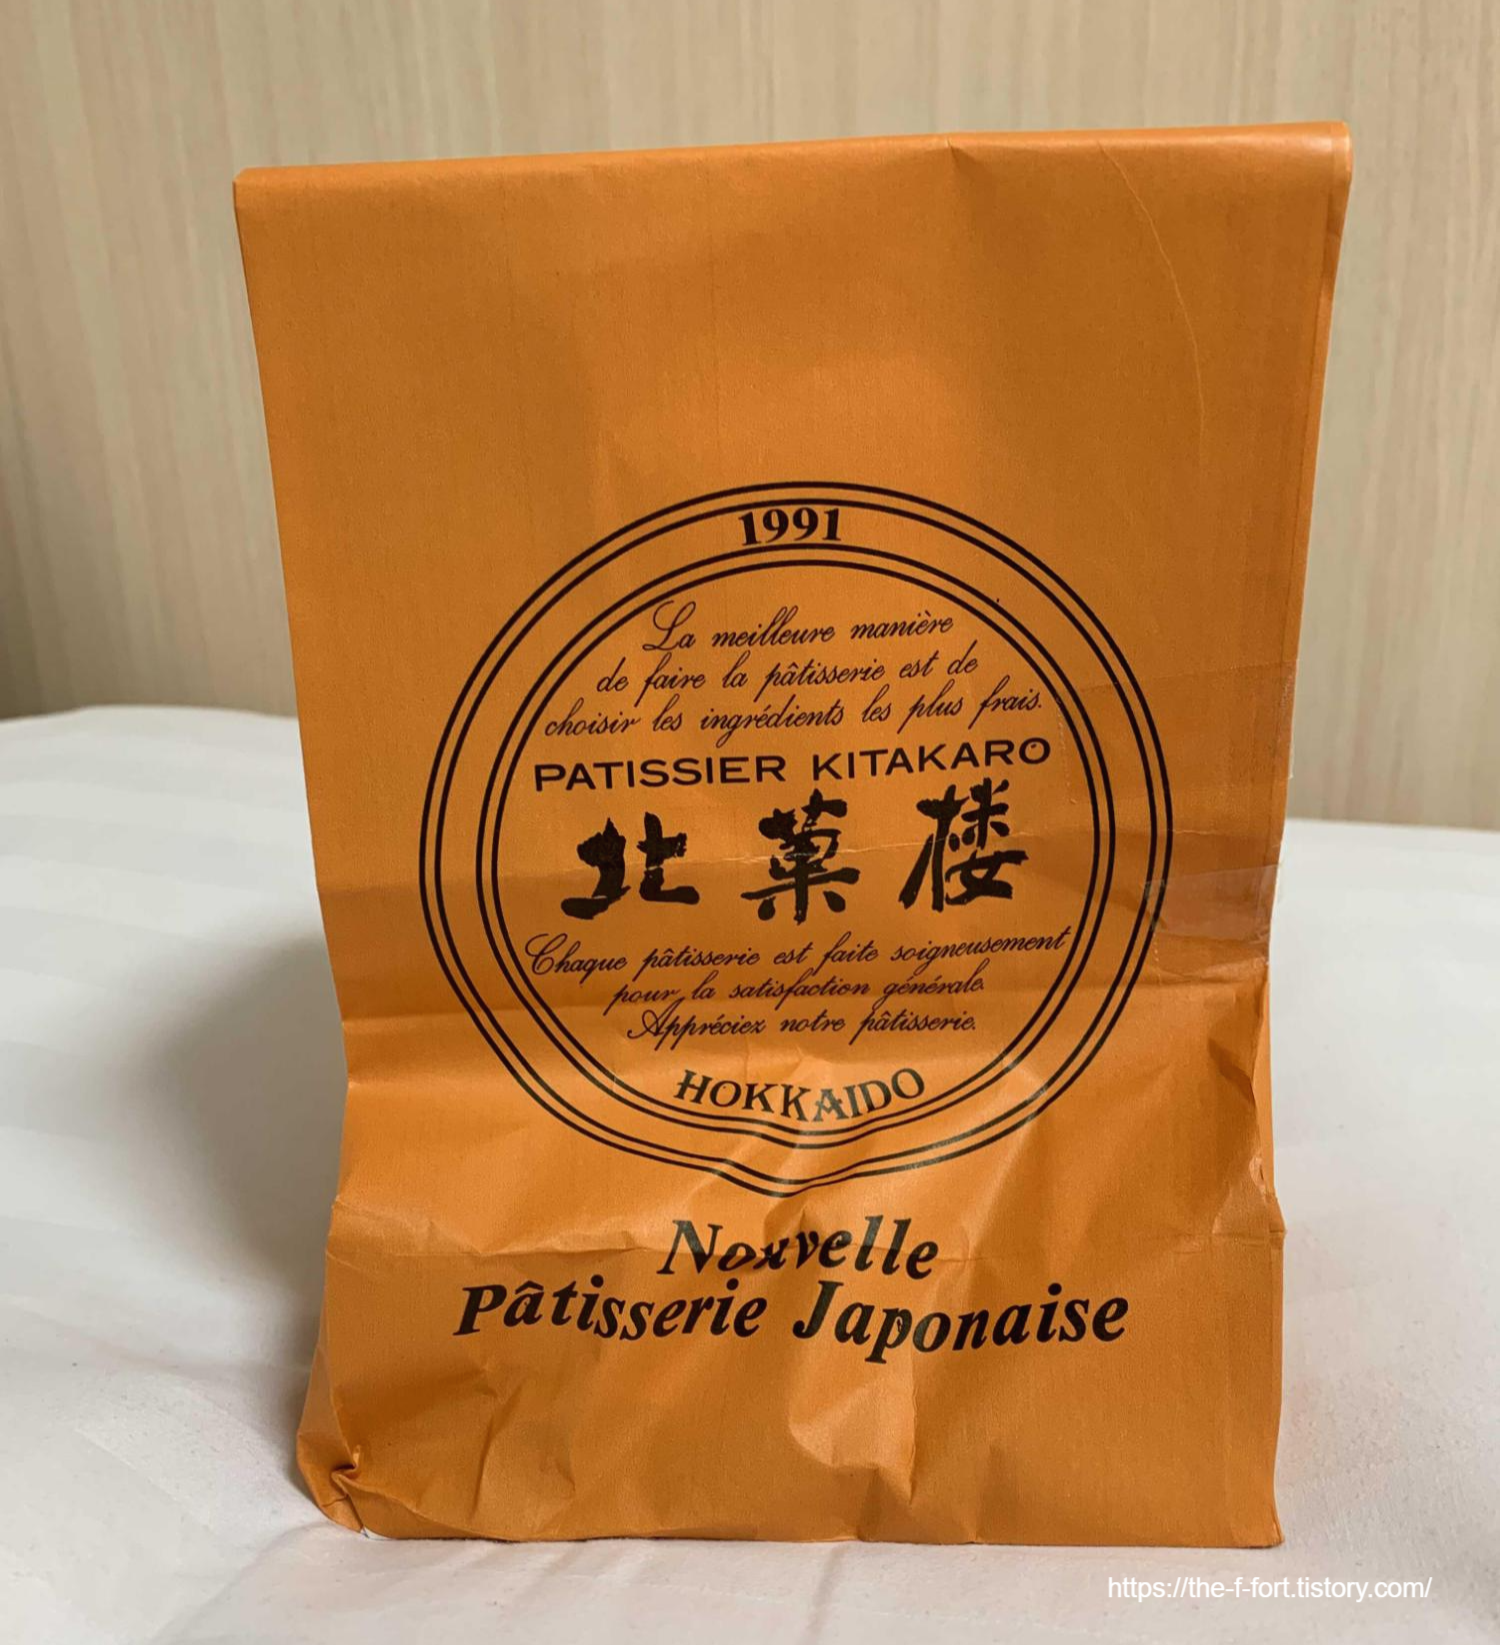 1991
La meilleure manière
de faire la pâtisserie est de
choisir les ingrédients les plus frais.
PATISSIER KITAKARO
北菓楼
Chaque pâtisserie est faite soigneusement
pour la satisfaction générale.
Appréciez notre pâtisserie.
HOKKAIDO
Nouvelle
Pâtisserie Japonaise
https://the-f-fort.tistory.com/